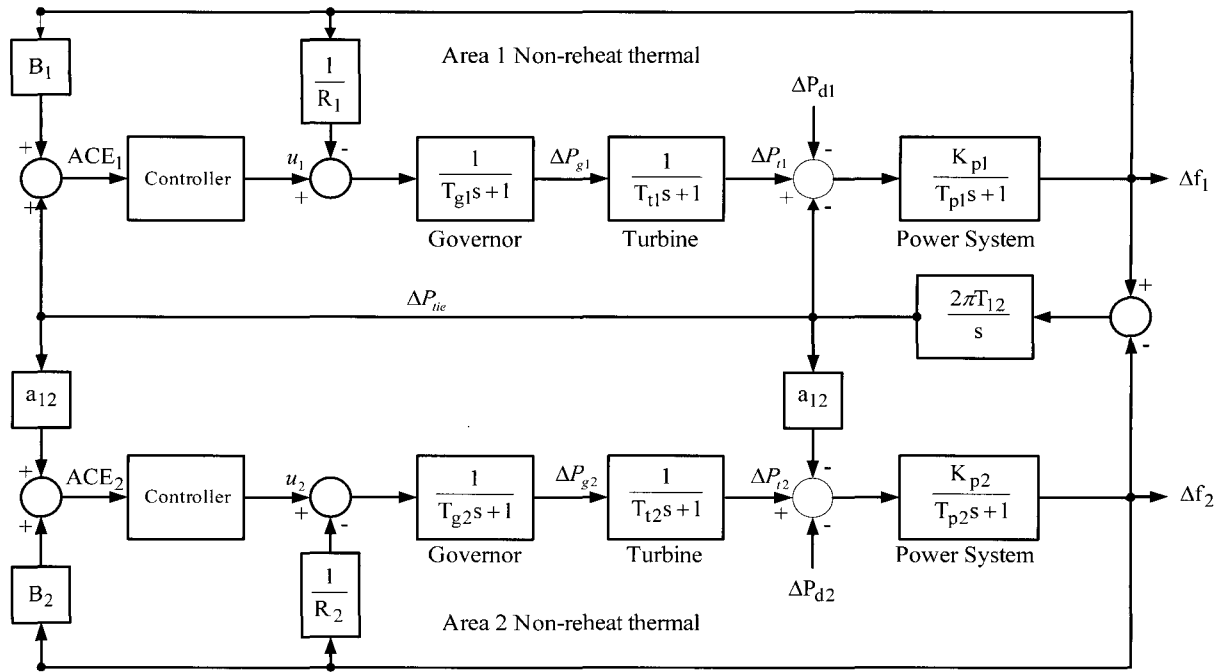 Area 1 Non-reheat thermal
B1
1
R1
ΔPd1
+
-
-
ACE1
Controller
u1
+
1
Tg1s+1
ΔPg1
1
Tt1s+1
ΔPt1
+
-
Kp1
Tp1s+1
Δf1
+
Governor
Turbine
Power System
ΔPtie
2πT12
s
+
-
a12
a12
+
-
ACE2
Controller
u2
+
-
1
Tg2s+1
ΔPg2
1
Tt2s+1
ΔPt2
+
-
Kp2
Tp2s+1
Δf2
+
Governor
Turbine
Power System
B2
1
R2
ΔPd2
Area 2 Non-reheat thermal